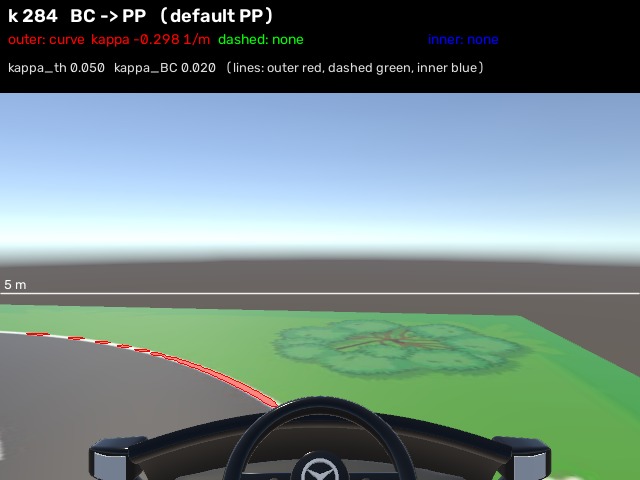 k 284 BC -> PP (default PP)
outer: curve kappa -0.298 1/m dashed: none inner: none
kappa_th 0.050 kappa_BC 0.020 (lines: outer red, dashed green, inner blue)
5 m